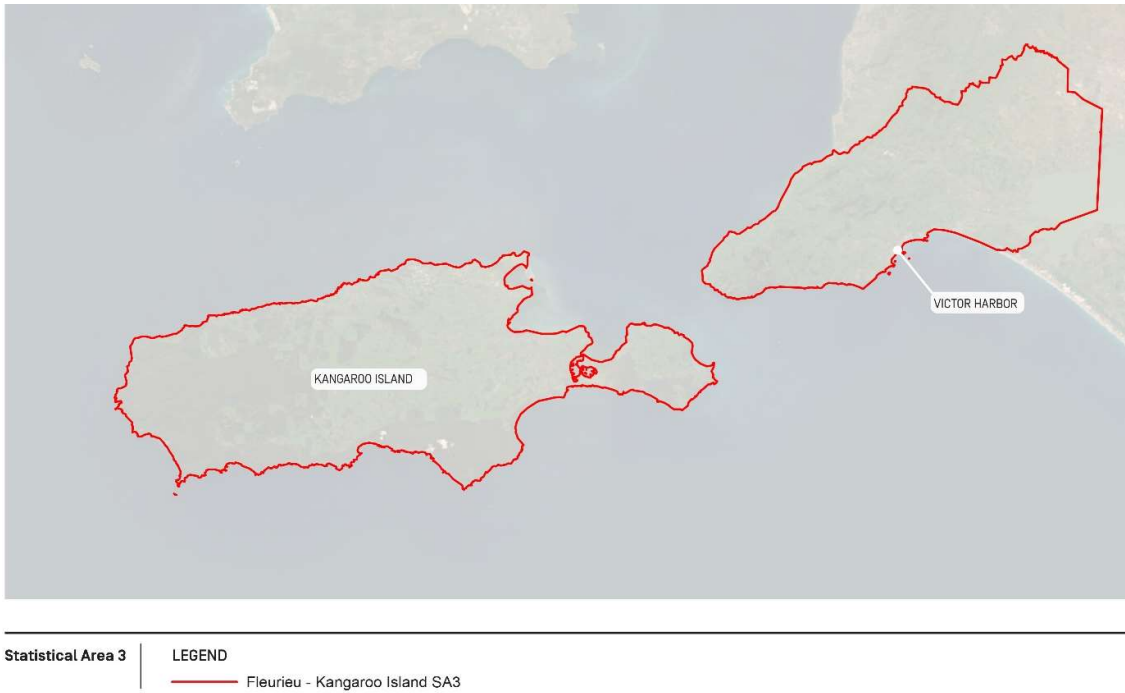 VICTOR HARBOR
KANGAROO ISLAND
Statistical Area 3
LEGEND
Fleurieu - Kangaroo Island SA3